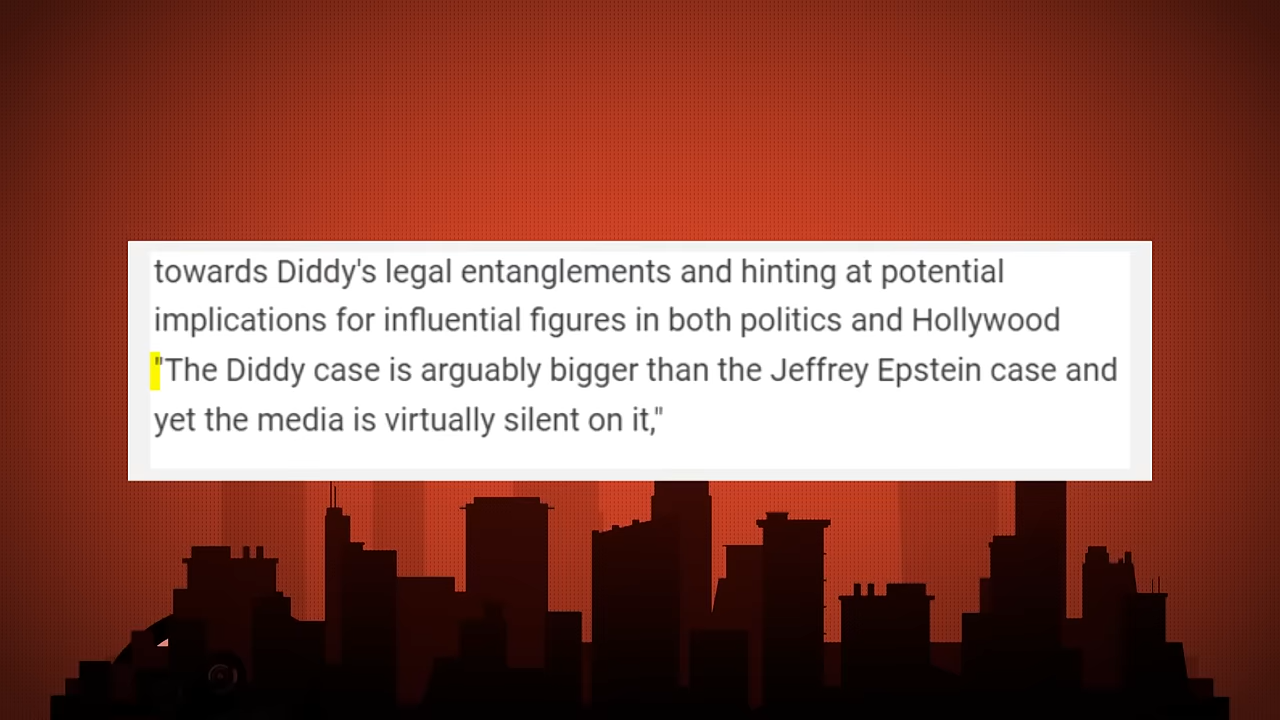 towards Diddy's legal entanglements and hinting at potential
implications for influential figures in both politics and Hollywood
"The Diddy case is arguably bigger than the Jeffrey Epstein case and
yet the media is virtually silent on it,"